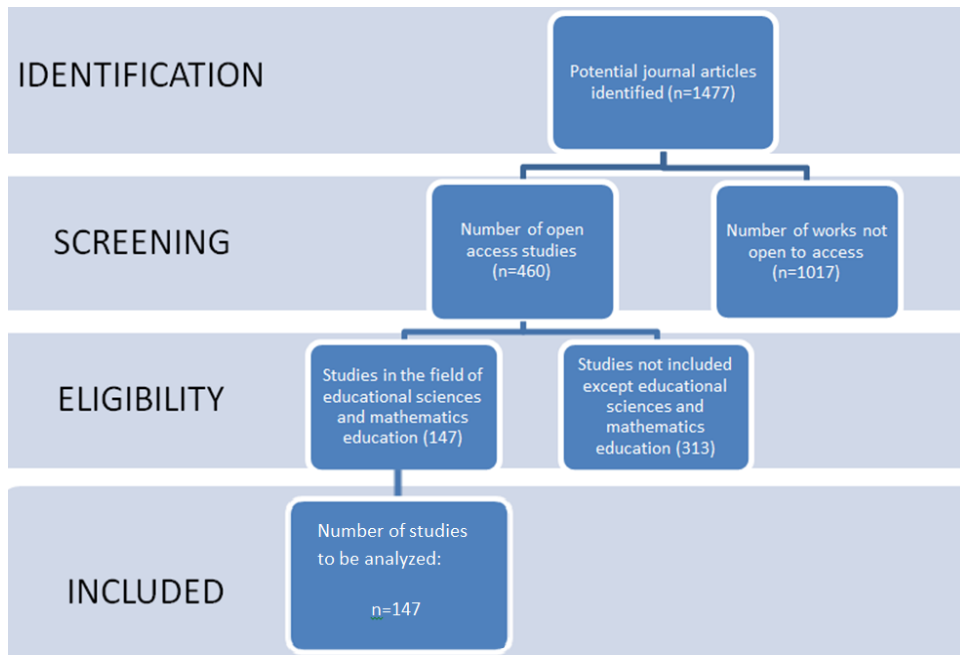 IDENTIFICATION
Potential journal articles
identified (n=1477)
SCREENING
Number of open
access studies
(n=460)
Number of works not
open to access
(n=1017)
ELIGIBILITY
Studies in the field of
educational sciences
and mathematics
education (147)
Studies not included
except educational
sciences and
mathematics
education (313)
INCLUDED
Number of studies
to be analyzed:
n=147